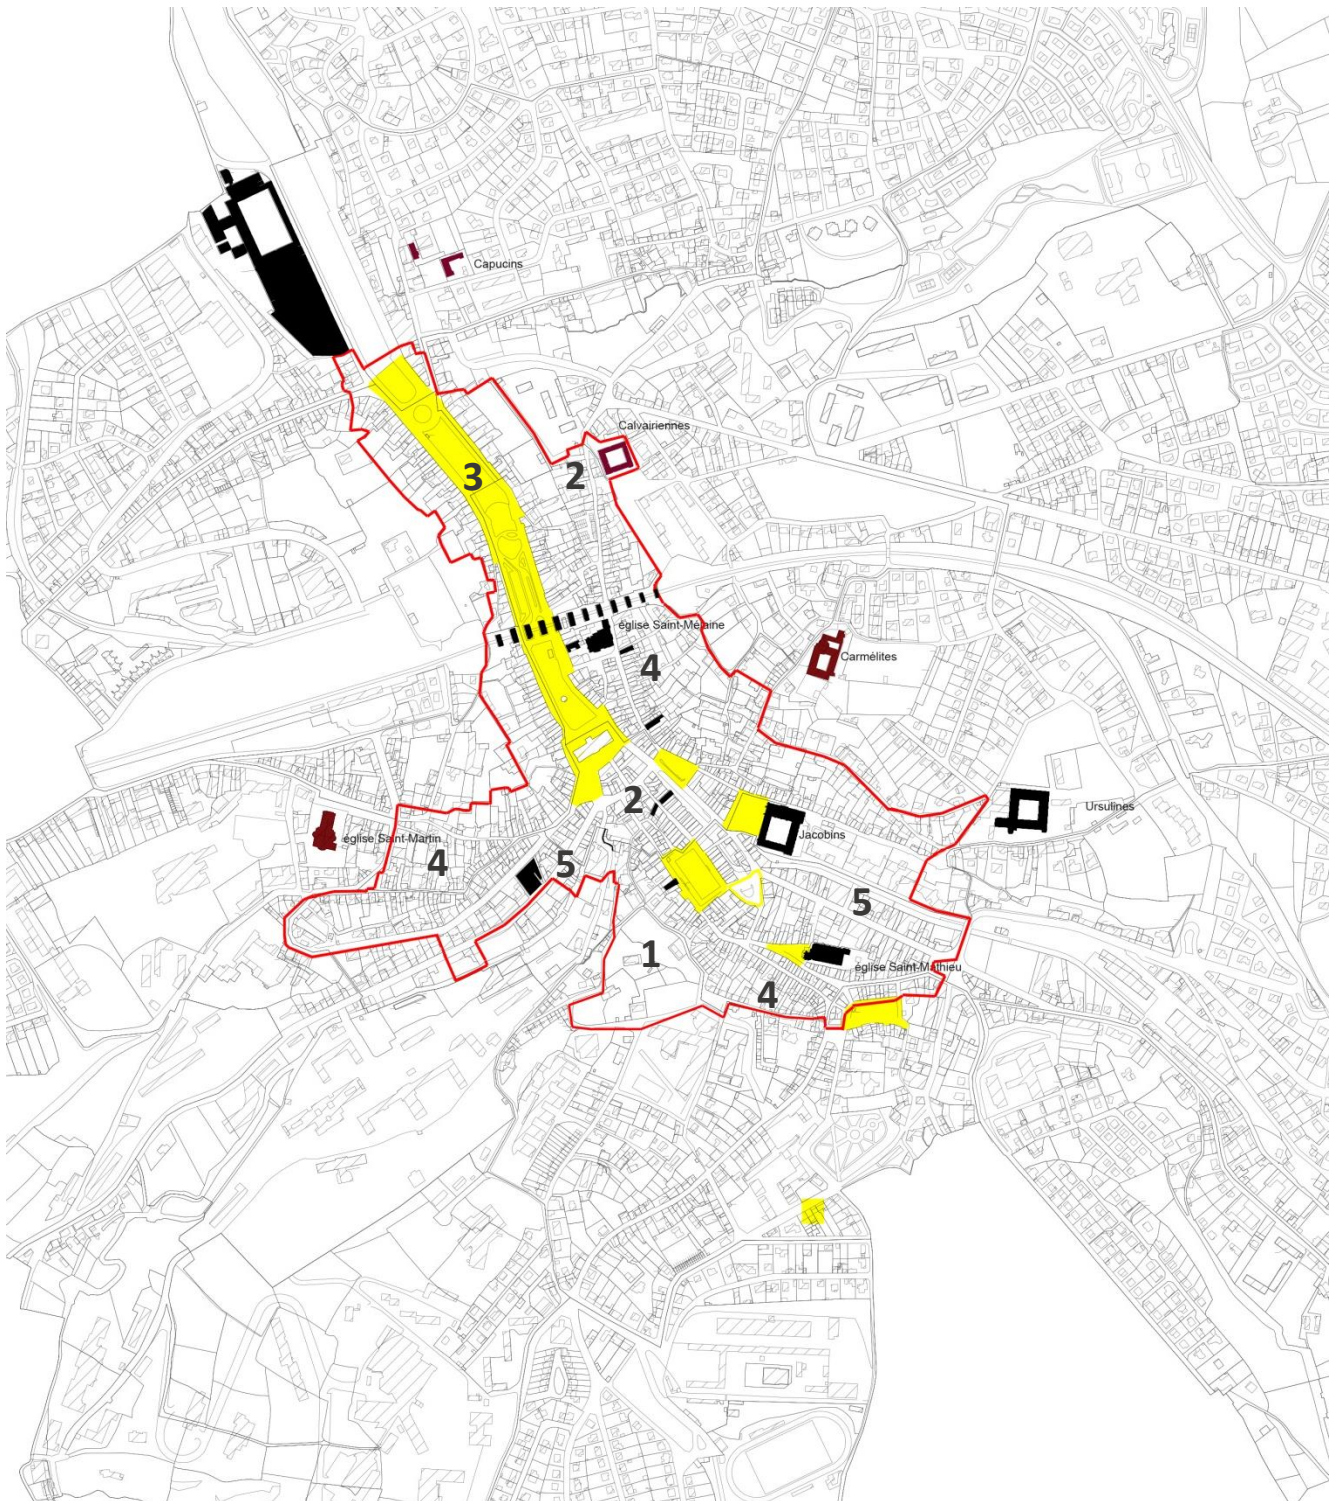 Capucins
Calvairiennes
3
2
église Saint-Mélaine
4
Carmélites
2
Ursulines
Jacobins
église Saint-Martin
4
5
5
1
église Saint-Mathieu
4